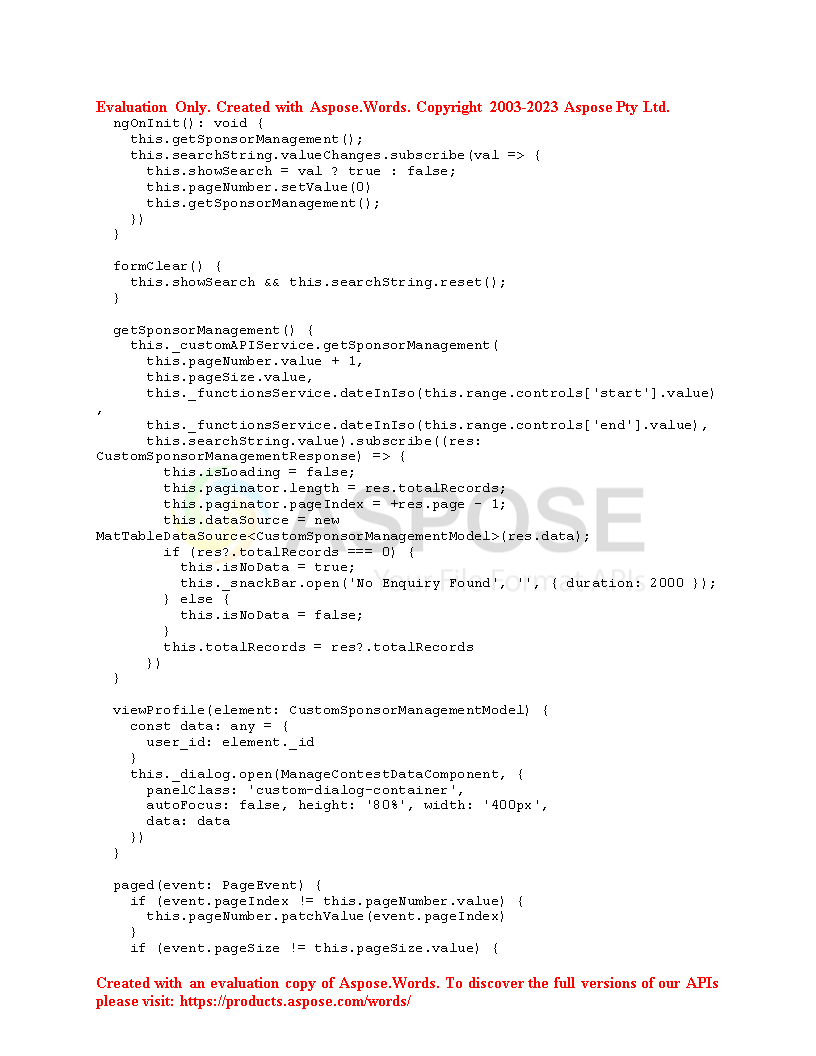 Evaluation Only. Created with Aspose.Words. Copyright 2003-2023 Aspose Pty Ltd.
  ngOnInit(): void {
    this.getSponsorManagement();
    this.searchString.valueChanges.subscribe(val => {
      this.showSearch = val ? true : false;
      this.pageNumber.setValue(0)
      this.getSponsorManagement();
    })
  }

  formClear() {
    this.showSearch && this.searchString.reset();
  }

  getSponsorManagement() {
    this._customAPIService.getSponsorManagement(
      this.pageNumber.value + 1,
      this.pageSize.value,
      this._functionsService.dateInIso(this.range.controls['start'].value)
,
      this._functionsService.dateInIso(this.range.controls['end'].value),
      this.searchString.value).subscribe((res:
CustomSponsorManagementResponse) => {
        this.isLoading = false;
        this.paginator.length = res.totalRecords;
        this.paginator.pageIndex = +res.page - 1;
        this.dataSource = new
MatTableDataSource<CustomSponsorManagementModel>(res.data);
        if (res?.totalRecords === 0) {
          this.isNoData = true;
          this._snackBar.open('No Enquiry Found', '', { duration: 2000 });
        } else {
          this.isNoData = false;
        }
        this.totalRecords = res?.totalRecords
      })
  }

  viewProfile(element: CustomSponsorManagementModel) {
    const data: any = {
      user_id: element._id
    }
    this._dialog.open(ManageContestDataComponent, {
      panelClass: 'custom-dialog-container',
      autoFocus: false, height: '80%', width: '400px',
      data: data
    })
  }

  paged(event: PageEvent) {
    if (event.pageIndex != this.pageNumber.value) {
      this.pageNumber.patchValue(event.pageIndex)
    }
    if (event.pageSize != this.pageSize.value) {
ASPOSE
Your File Format APIs
Created with an evaluation copy of Aspose.Words. To discover the full versions of our APIs
please visit: https://products.aspose.com/words/